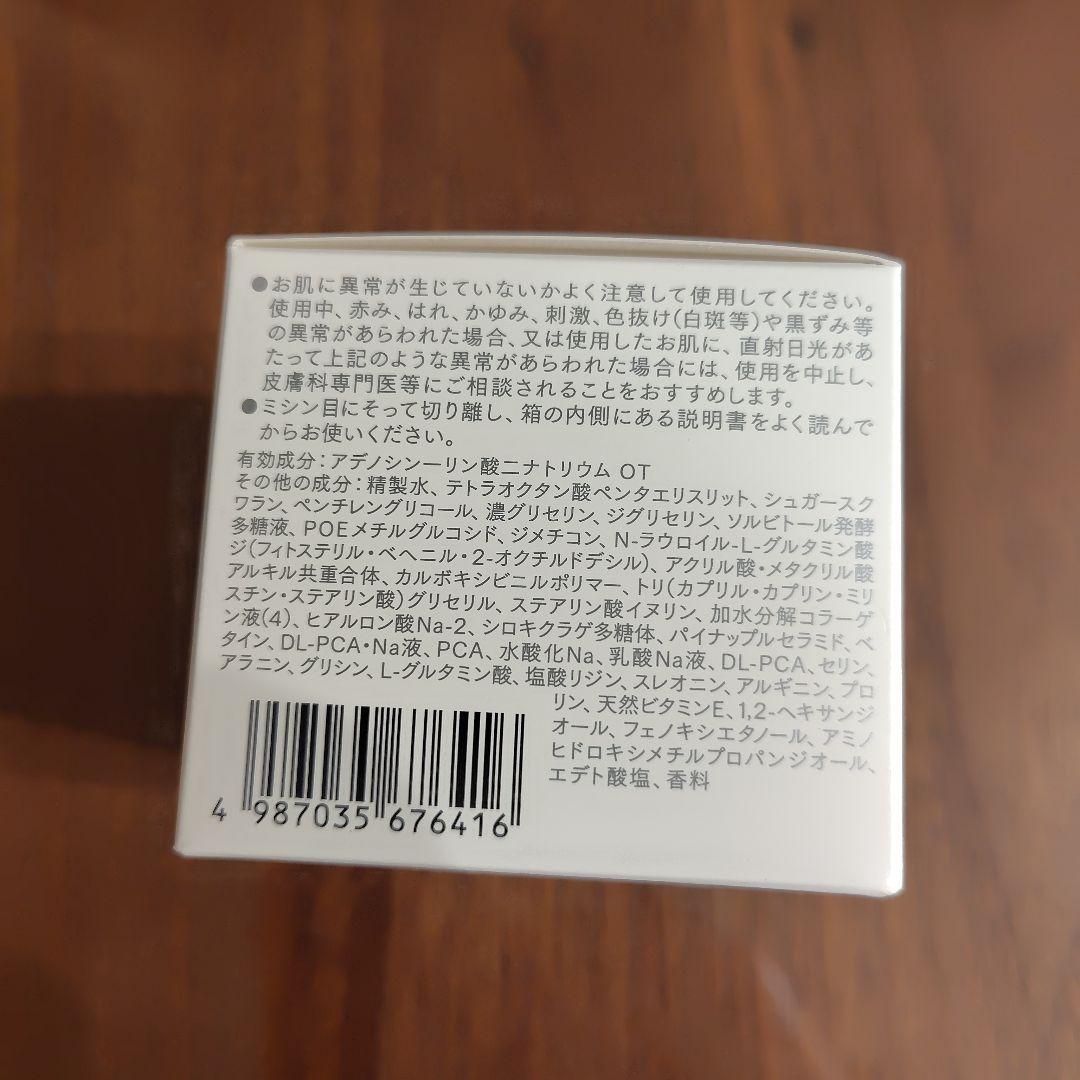 ●お肌に異常が生じていないかよく注意して使用してください。
使用中、赤み、はれ、かゆみ、刺激、色抜け(白斑等)や黒ずみ等
の異常があらわれた場合、又は使用したお肌に、直射日光があ
たって上記のような異常があらわれた場合には、使用を中止し、
皮膚科専門医等にご相談されることをおすすめします。
●ミシン目にそって切り離し、箱の内側にある説明書をよく読んで
からお使いください。
有効成分：アデノシン一リン酸二ナトリウム OT
その他の成分：精製水、テトラオクタン酸ペンタエリスリット、シュガースク
ワラン、ペンチレングリコール、濃グリセリン、ジグリセリン、ソルビトール発酵
多糖液、POEメチルグルコシド、ジメチコン、N-ラウロイル-L-グルタミン酸
ジ(フィトステリル・ベヘニル・2-オクチルドデシル)、アクリル酸・メタクリル酸
アルキル共重合体、カルボキシビニルポリマー、トリ(カプリル・カプリン・ミリ
スチン・ステアリン酸)グリセリル、ステアリン酸イヌリン、加水分解コラーゲ
ン液(4)、ヒアルロン酸Na-2、シロキクラゲ多糖体、パイナップルセラミド、ベ
タイン、DL-PCA・Na液、PCA、水酸化Na、乳酸Na液、DL-PCA、セリン、
アラニン、グリシン、L-グルタミン酸、塩酸リジン、スレオニン、アルギニン、プロ
リン、天然ビタミンE、1,2-ヘキサンジ
オール、フェノキシエタノール、アミノ
ヒドロキシメチルプロパンジオール、
エデト酸塩、香料
4 987035 676416